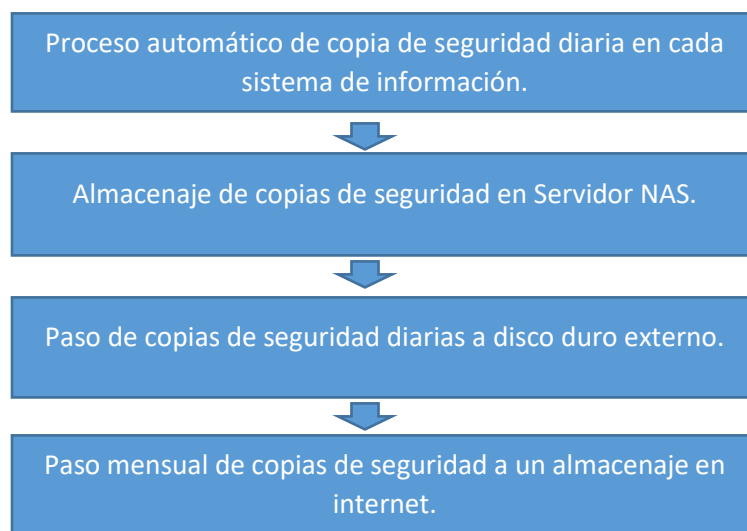 Proceso automático de copia de seguridad diaria en cada
sistema de información.
Almacenaje de copias de seguridad en Servidor NAS.
Paso de copias de seguridad diarias a disco duro externo.
Paso mensual de copias de seguridad a un almacenaje en
internet.